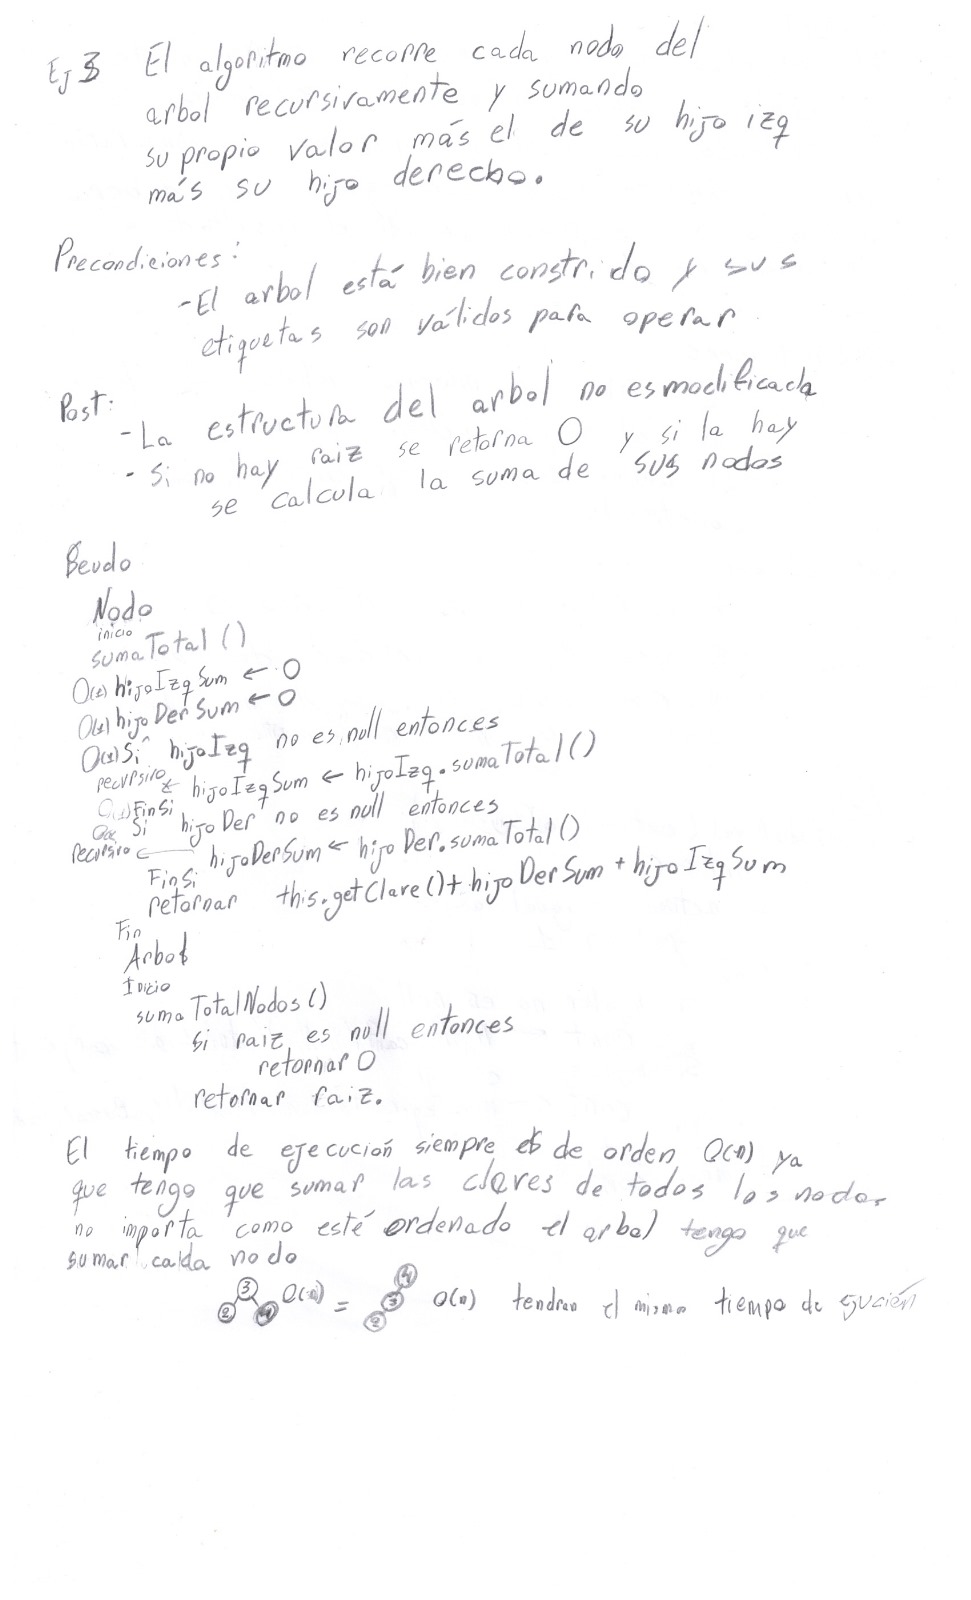 Ej 3 El algoritmo recorre cada nodo del
arbol recursivamente y sumando
su propio valor más el de su hijo izq
más su hijo derecho.
Precondiciones:
-El arbol está bien constrido y sus
etiquetas son válidos para operar
Post:
-La estructura del arbol no es modificada
- Si no hay raiz se retorna 0 y si la hay
se calcula la suma de sus nodos
Seudo
Nodo
inicio
sumaTotal()
O(1) hijoIzqSum ← 0
O(1) hijoDerSum ← 0
O(1) Si hijoIzq no es null entonces
recursivo ← hijoIzqSum ← hijoIzq.sumaTotal()
O(1) FinSi
Si hijoDer no es null entonces
recursivo ← hijoDerSum ← hijoDer.sumaTotal()
FinSi
retornar this.getClave()+hijoDerSum + hijoIzqSum
Fin
Arbol
Inicio
sumaTotalNodos()
si raiz es null entonces
retornar 0
retornar raiz.
El tiempo de ejecución siempre es de orden O(n) ya
que tengo que sumar las claves de todos los nodos,
no importa como esté ordenado el arbol tengo que
sumar cada nodo
3 2 4 O(n) = 4 3 2 O(n) tendran el mismo tiempo de ejución